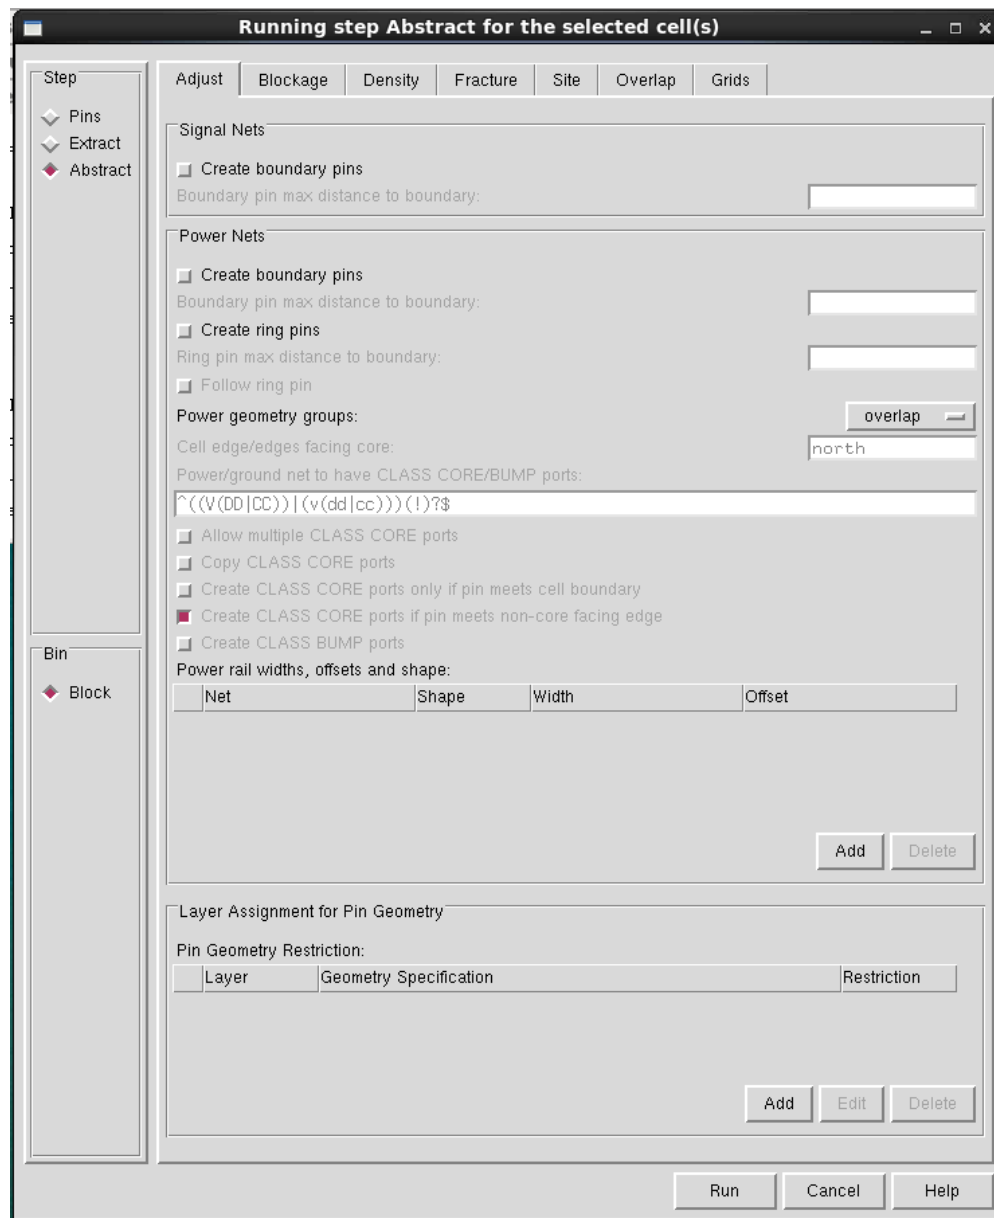 Running step Abstract for the selected cell(s)
Step
Pins
Extract
Abstract
Bin
Block
Adjust Blockage Density Fracture Site Overlap Grids
Signal Nets
Create boundary pins
Boundary pin max distance to boundary:
Power Nets
Create boundary pins
Boundary pin max distance to boundary:
Create ring pins
Ring pin max distance to boundary:
Follow ring pin
Power geometry groups: overlap
Cell edge/edges facing core: north
Power/ground net to have CLASS CORE/BUMP ports:
^((V(DD|CC))|(v(dd|cc)))(!)?$
Allow multiple CLASS CORE ports
Copy CLASS CORE ports
Create CLASS CORE ports only if pin meets cell boundary
Create CLASS CORE ports if pin meets non-core facing edge
Create CLASS BUMP ports
Power rail widths, offsets and shape:
Net Shape Width Offset
Add Delete
Layer Assignment for Pin Geometry
Pin Geometry Restriction:
Layer Geometry Specification Restriction
Add Edit Delete
Run Cancel Help